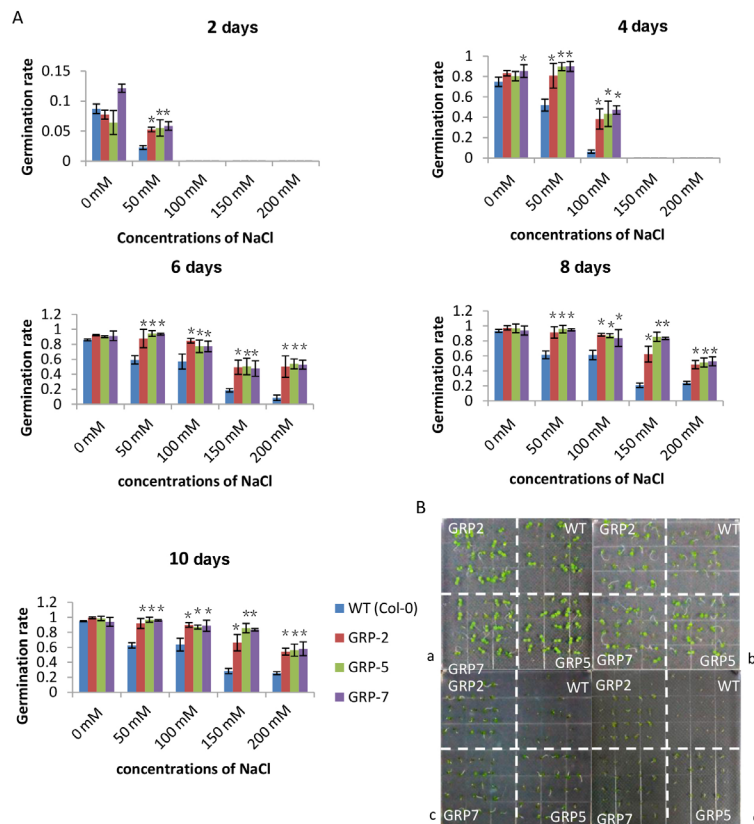 A
2 days
Germination rate
0.15
0.1
0.05
0
* **
0 mM
50 mM
100 mM
150 mM
200 mM
Concentrations of NaCl
4 days
Germination rate
1
0.8
0.6
0.4
0.2
0
*
* **
* * *
0 mM
50 mM
100 mM
150 mM
200 mM
concentrations of NaCl
6 days
Germination rate
1.2
1
0.8
0.6
0.4
0.2
0
***
***
***
***
0 mM
50 mM
100 mM
150 mM
200 mM
concentrations of NaCl
8 days
Germination rate
1.2
1
0.8
0.6
0.4
0.2
0
***
* * *
* **
***
0 mM
50 mM
100 mM
150 mM
200 mM
concentrations of NaCl
10 days
Germination rate
1.2
1
0.8
0.6
0.4
0.2
0
***
* * *
* **
***
0 mM
50 mM
100 mM
150 mM
200 mM
concentrations of NaCl
WT (Col-0)
GRP-2
GRP-5
GRP-7
B
GRP2 WT
GRP7 GRP5
a
GRP2 WT
GRP7 GRP5
b
GRP2 WT
GRP7 GRP5
c
GRP2 WT
GRP7 GRP5